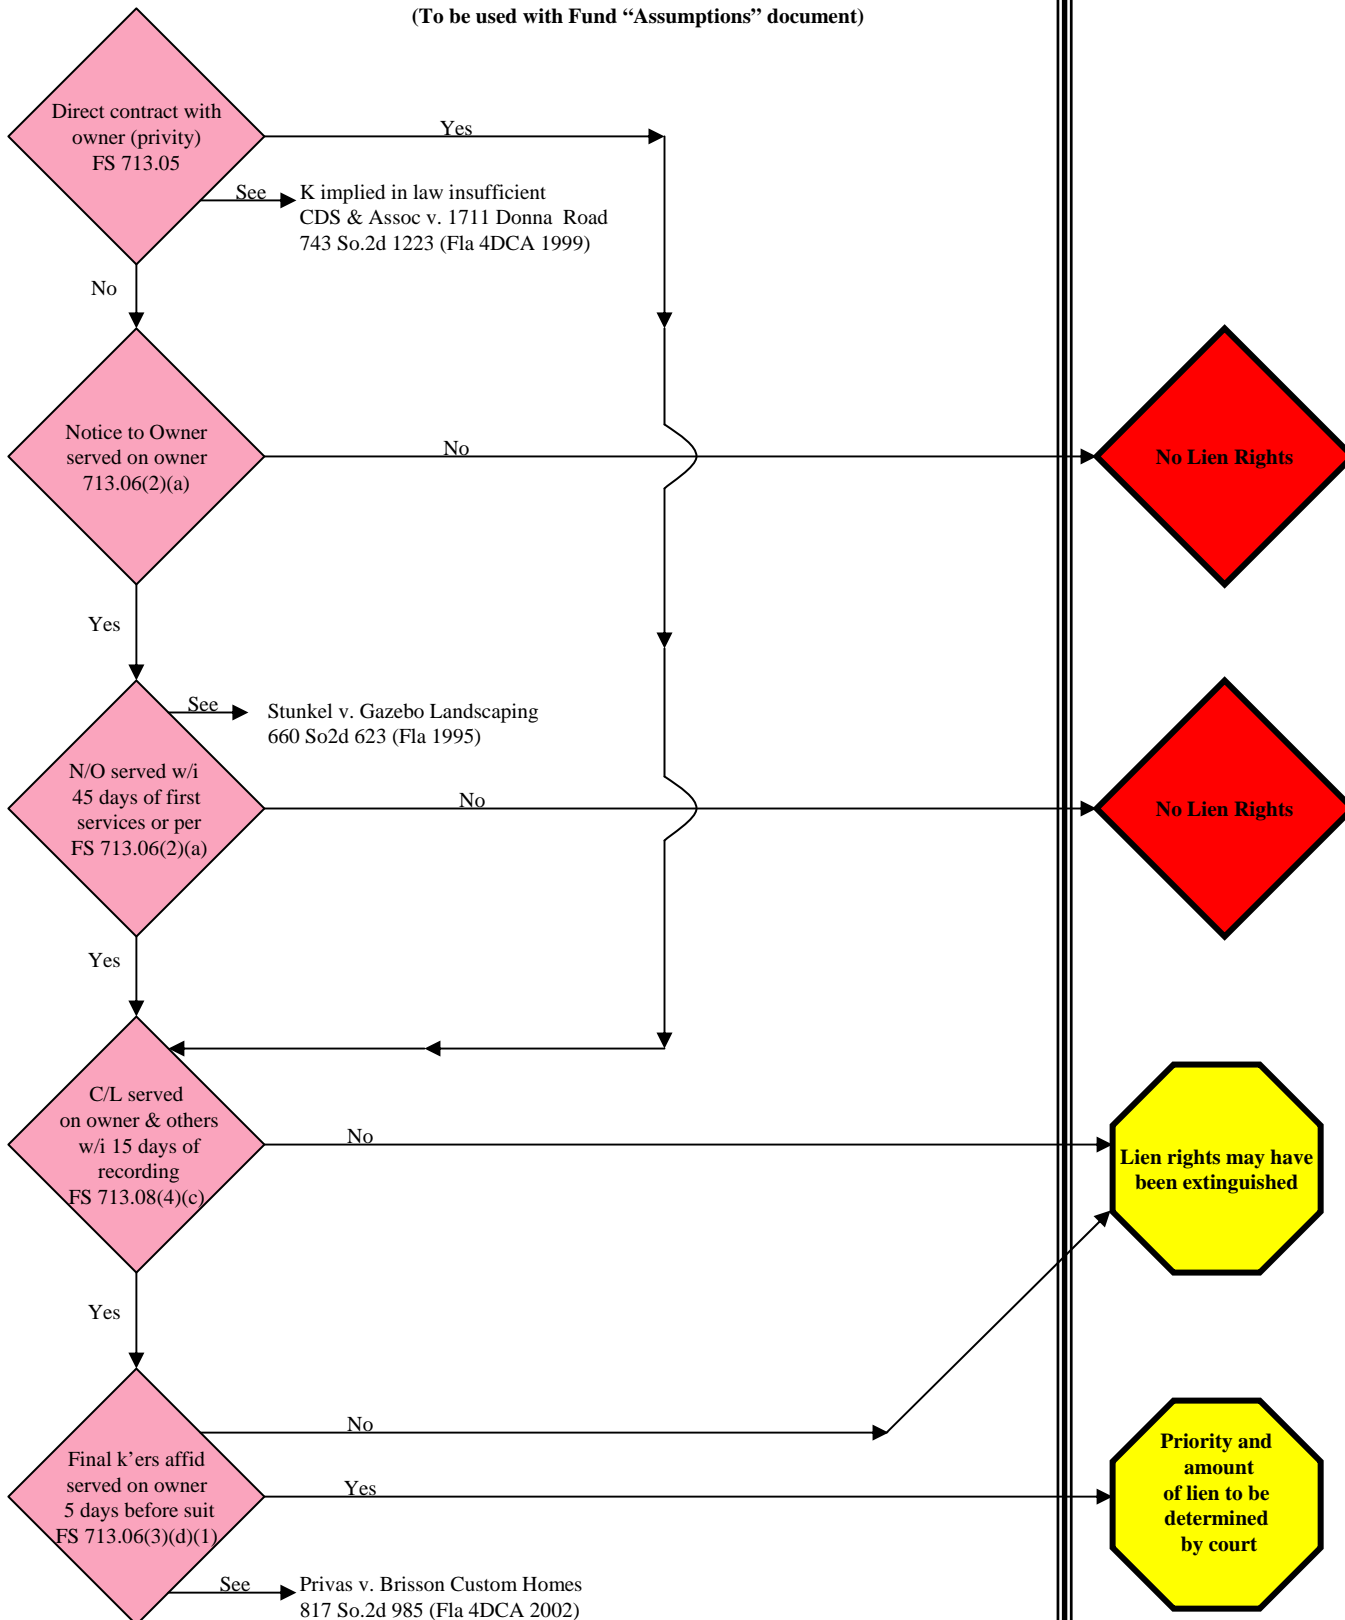 (To be used with Fund “Assumptions” document)
Direct contract with
owner (privity)
FS 713.05
Yes
See
K implied in law insufficient
CDS & Assoc v. 1711 Donna Road
743 So.2d 1223 (Fla 4DCA 1999)
No
Notice to Owner
served on owner
713.06(2)(a)
No
No Lien Rights
Yes
See
Stunkel v. Gazebo Landscaping
660 So2d 623 (Fla 1995)
N/O served w/i
45 days of first
services or per
FS 713.06(2)(a)
No
No Lien Rights
Yes
C/L served
on owner & others
w/i 15 days of
recording
FS 713.08(4)(c)
No
Lien rights may have
been extinguished
Yes
No
Final k’ers affid
served on owner
5 days before suit
FS 713.06(3)(d)(1)
Yes
Priority and
amount
of lien to be
determined
by court
See
Privas v. Brisson Custom Homes
817 So.2d 985 (Fla 4DCA 2002)